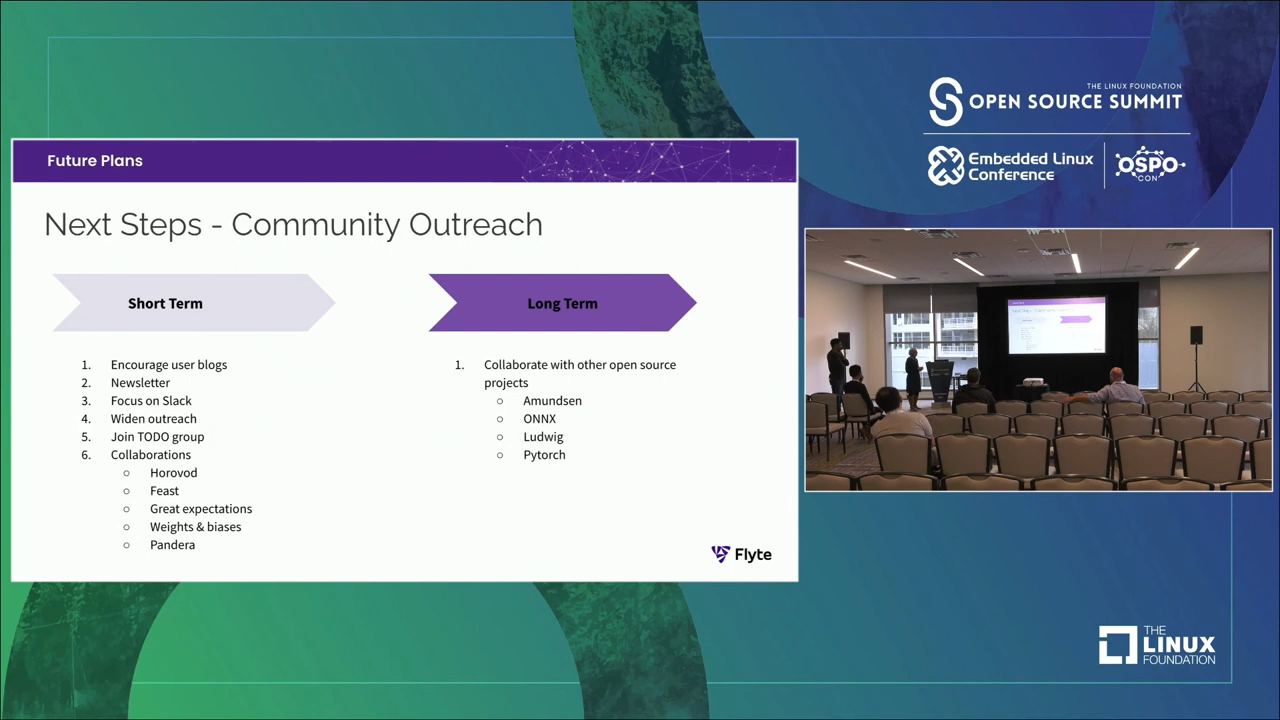 THE LINUX FOUNDATION
OPEN SOURCE SUMMIT
Embedded Linux
Conference
OSPO
CON
Future Plans
Next Steps - Community Outreach
Short Term
1. Encourage user blogs
2. Newsletter
3. Focus on Slack
4. Widen outreach
5. Join TODO group
6. Collaborations
○ Horovod
○ Feast
○ Great expectations
○ Weights & biases
○ Pandera
Long Term
1. Collaborate with other open source
projects
○ Amundsen
○ ONNX
○ Ludwig
○ Pytorch
Flyte
THE
LINUX
FOUNDATION